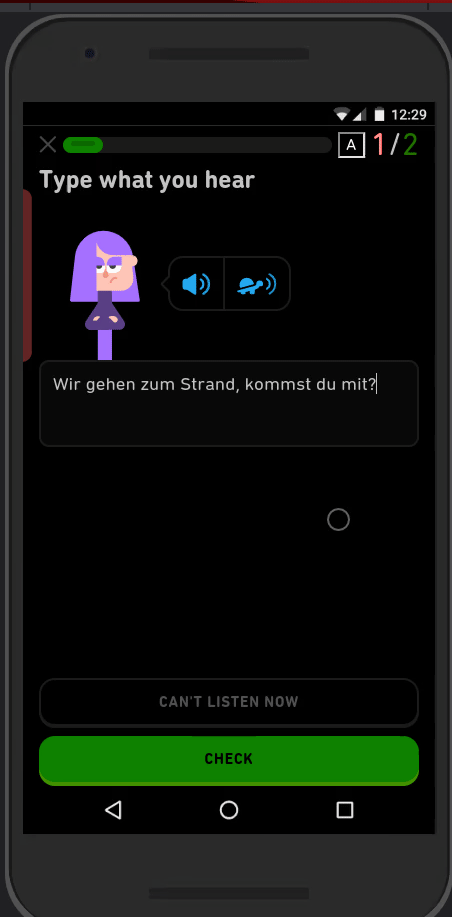 12:29
A 1/2
Type what you hear
Wir gehen zum Strand, kommst du mit?
CAN'T LISTEN NOW
CHECK